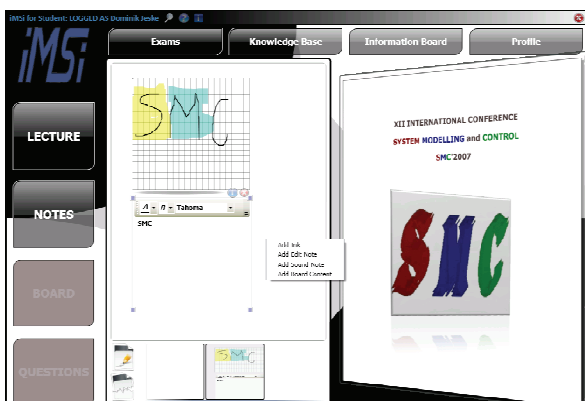 iMSi for Student: LOGGED AS Dominik Jeske
iMSi
Exams
Knowledge Base
Information Board
Profile
LECTURE
NOTES
BOARD
QUESTIONS
SMC
A
Tahoma
SMC
Add Ink
Add Edit Note
Add Sound Note
Add Board Content
XII INTERNATIONAL CONFERENCE
SYSTEM MODELLING and CONTROL
SMC'2007
SMC
SMC